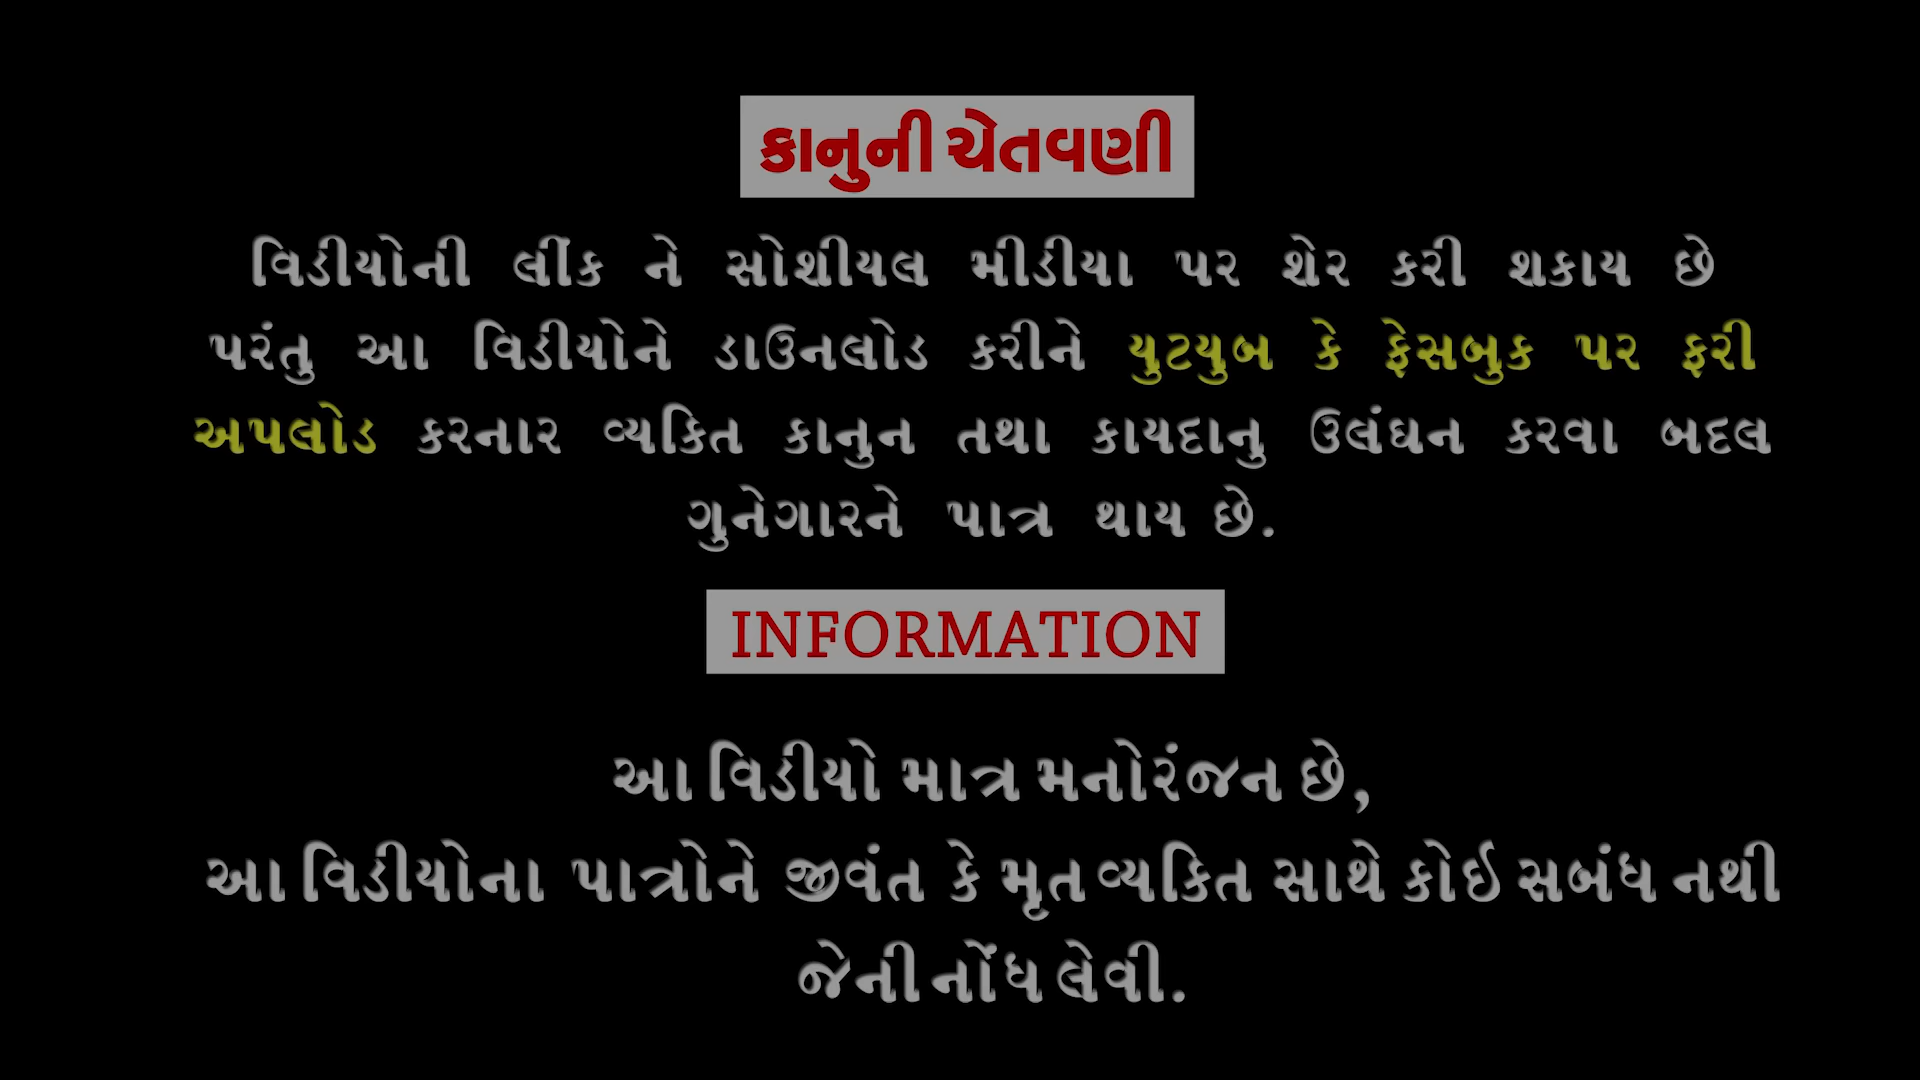 કાનુની ચેતવણી
વિડીયોની લીંક ને સોશીયલ મીડીયા પર શેર કરી શકાય છે
પરંતુ આ વિડીયોને ડાઉનલોડ કરીને યુટયુબ કે ફેસબુક પર ફરી
અપલોડ કરનાર વ્યકિત કાનુન તથા કાયદાનુ ઉલંઘન કરવા બદલ
ગુનેગારને પાત્ર થાય છે.
INFORMATION
આ વિડીયો માત્ર મનોરંજન છે,
આ વિડીયોના પાત્રોને જીવંત કે મૃત વ્યકિત સાથે કોઈ સબંધ નથી
જેની નોંધ લેવી.